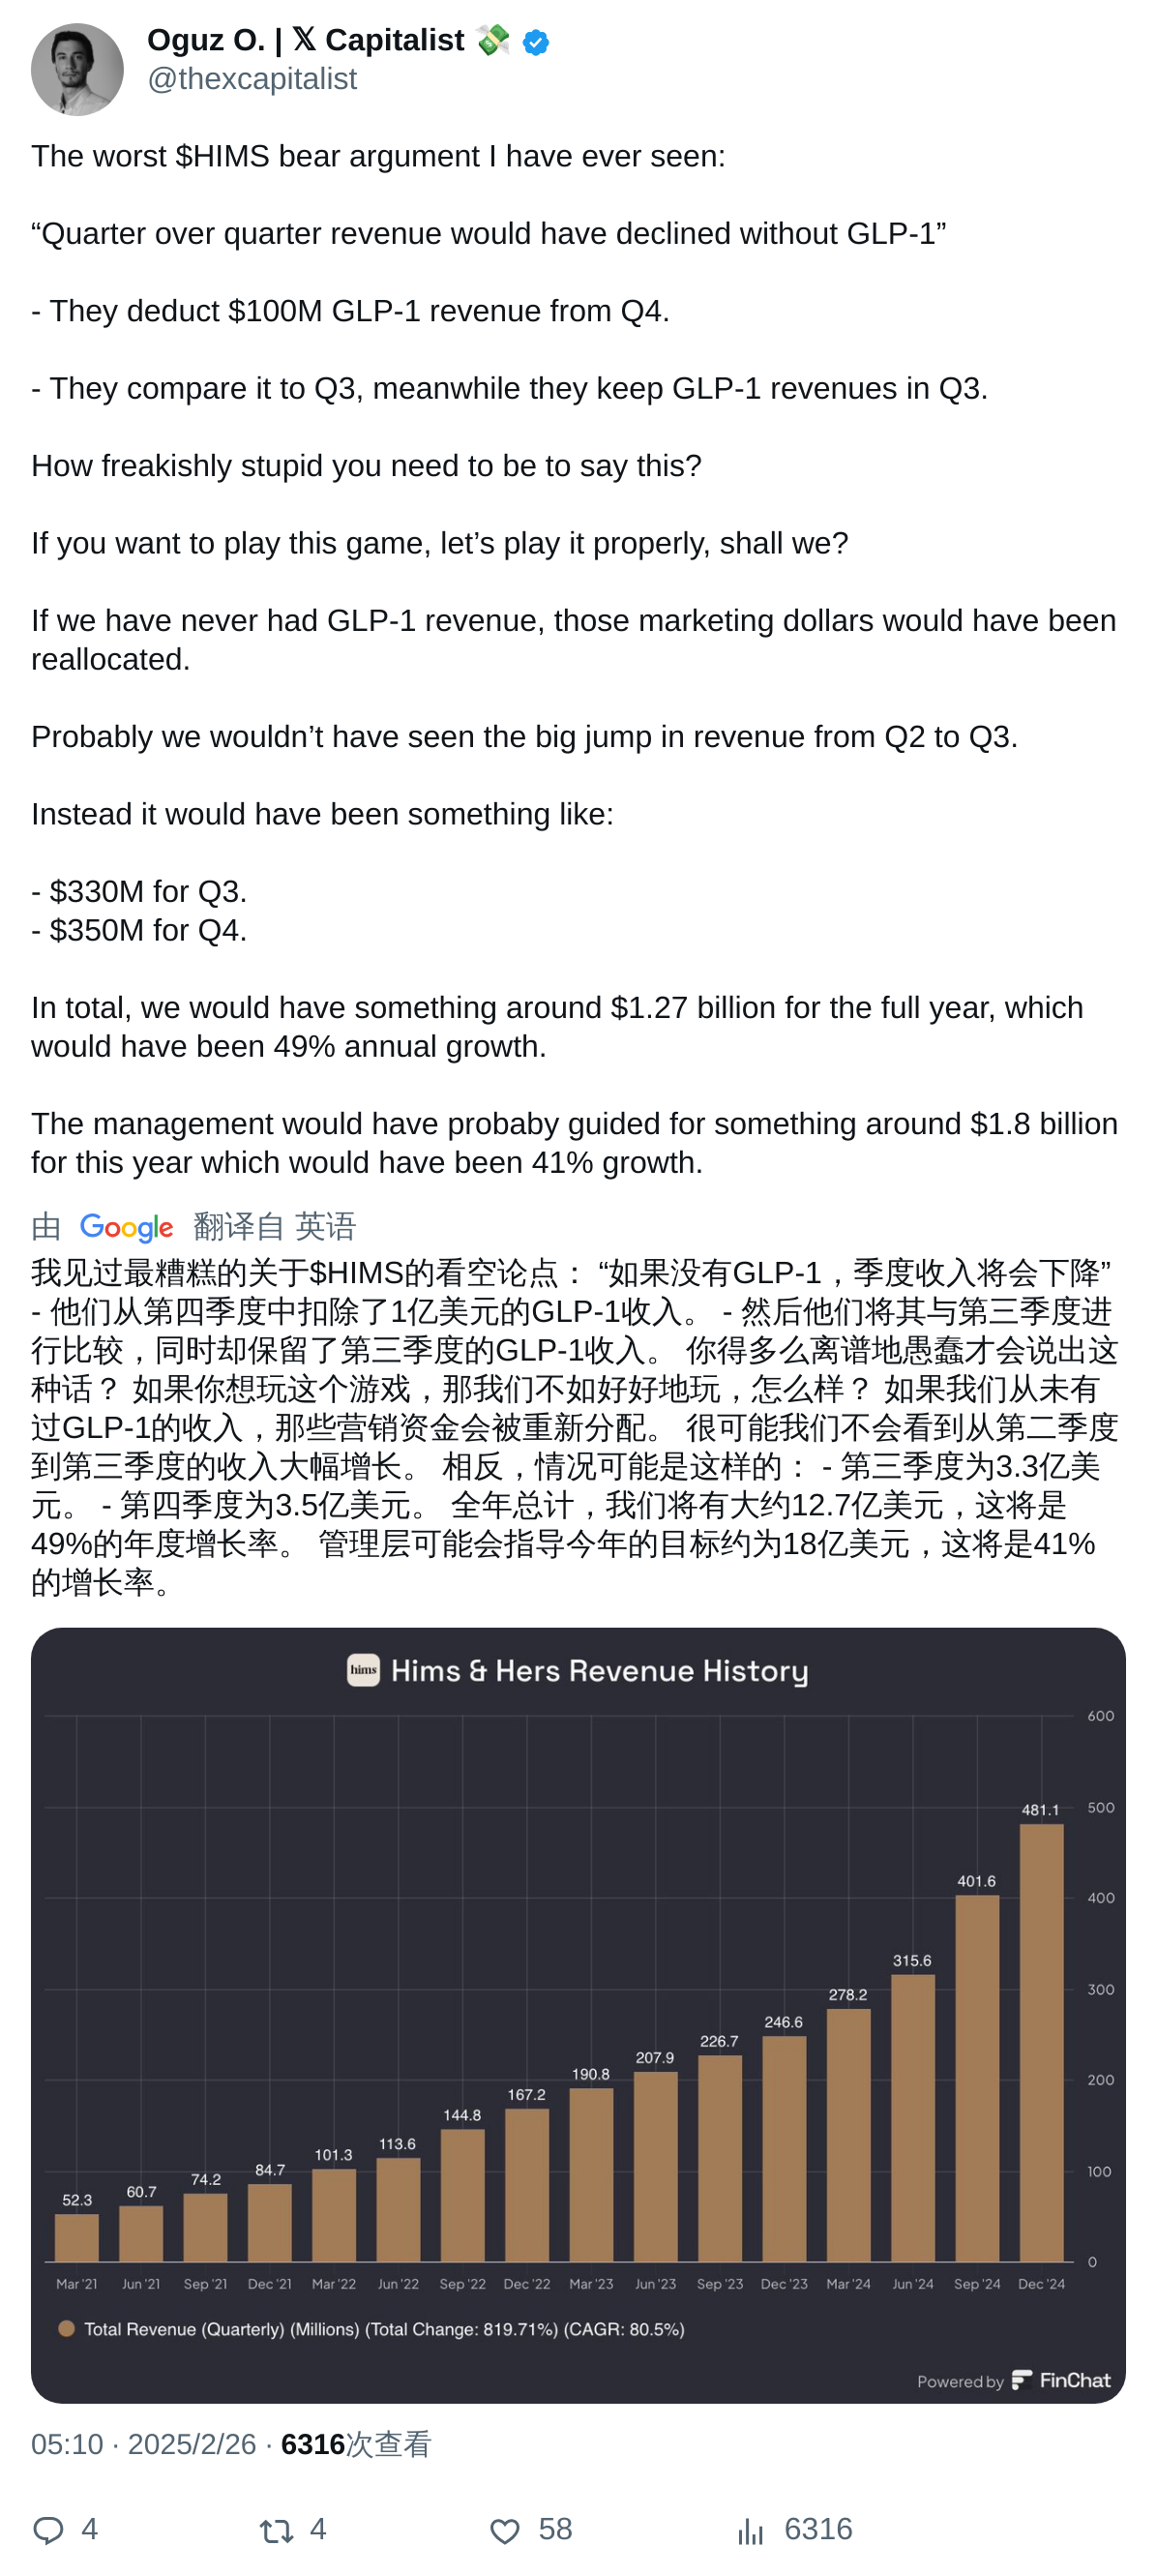 Oguz O. | 𝕏 Capitalist 💸
@thexcapitalist
The worst $HIMS bear argument I have ever seen:
“Quarter over quarter revenue would have declined without GLP-1”
- They deduct $100M GLP-1 revenue from Q4.
- They compare it to Q3, meanwhile they keep GLP-1 revenues in Q3.
How freakishly stupid you need to be to say this?
If you want to play this game, let’s play it properly, shall we?
If we have never had GLP-1 revenue, those marketing dollars would have been
reallocated.
Probably we wouldn’t have seen the big jump in revenue from Q2 to Q3.
Instead it would have been something like:
- $330M for Q3.
- $350M for Q4.
In total, we would have something around $1.27 billion for the full year, which
would have been 49% annual growth.
The management would have probaby guided for something around $1.8 billion
for this year which would have been 41% growth.
由 Google 翻译自 英语
我见过最糟糕的关于$HIMS的看空论点： “如果没有GLP-1，季度收入将会下降”
- 他们从第四季度中扣除了1亿美元的GLP-1收入。 - 然后他们将其与第三季度进
行比较，同时却保留了第三季度的GLP-1收入。 你得多么离谱地愚蠢才会说出这
种话？ 如果你想玩这个游戏，那我们不如好好地玩，怎么样？ 如果我们从未有
过GLP-1的收入，那些营销资金会被重新分配。 很可能我们不会看到从第二季度
到第三季度的收入大幅增长。 相反，情况可能是这样的： - 第三季度为3.3亿美
元。 - 第四季度为3.5亿美元。 全年总计，我们将有大约12.7亿美元，这将是
49%的年度增长率。 管理层可能会指导今年的目标约为18亿美元，这将是41%
的增长率。
hims Hims & Hers Revenue History
600
500
400
300
200
100
0
52.3
60.7
74.2
84.7
101.3
113.6
144.8
167.2
190.8
207.9
226.7
246.6
278.2
315.6
401.6
481.1
Mar '21 Jun '21 Sep '21 Dec '21 Mar '22 Jun '22 Sep '22 Dec '22 Mar '23 Jun '23 Sep '23 Dec '23 Mar '24 Jun '24 Sep '24 Dec '24
Total Revenue (Quarterly) (Millions) (Total Change: 819.71%) (CAGR: 80.5%)
Powered by FinChat
05:10 · 2025/2/26 · 6316次查看
4 4 58 6316